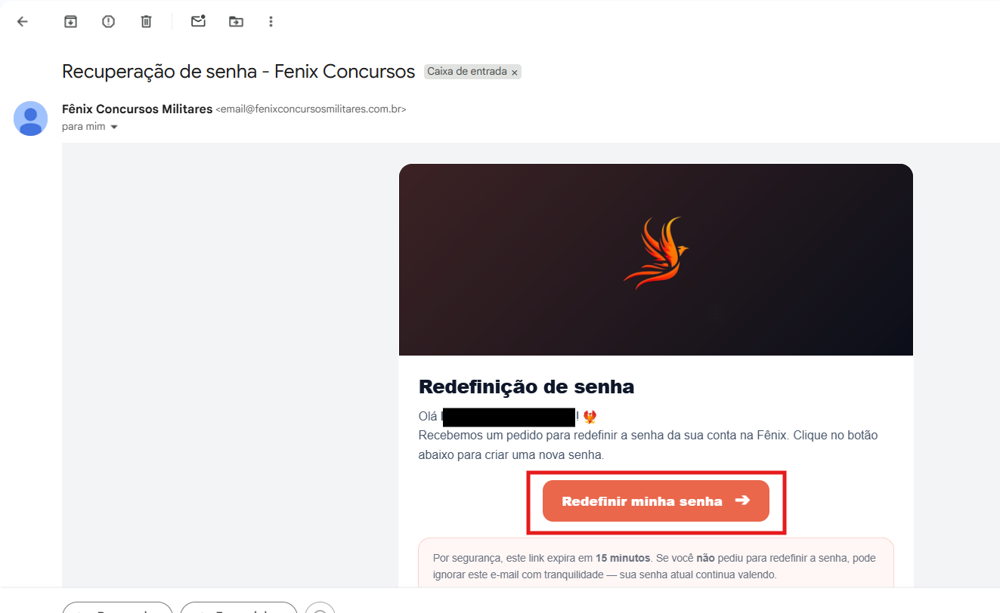 Recuperação de senha - Fenix Concursos Caixa de entrada ×
Fênix Concursos Militares <email@fenixconcursosmilitares.com.br>
para mim
Redefinição de senha
Olá !
Recebemos um pedido para redefinir a senha da sua conta na Fênix. Clique no botão
abaixo para criar uma nova senha.
Redefinir minha senha ➔
Por segurança, este link expira em 15 minutos. Se você não pediu para redefinir a senha, pode
ignorar este e-mail com tranquilidade — sua senha atual continua valendo.